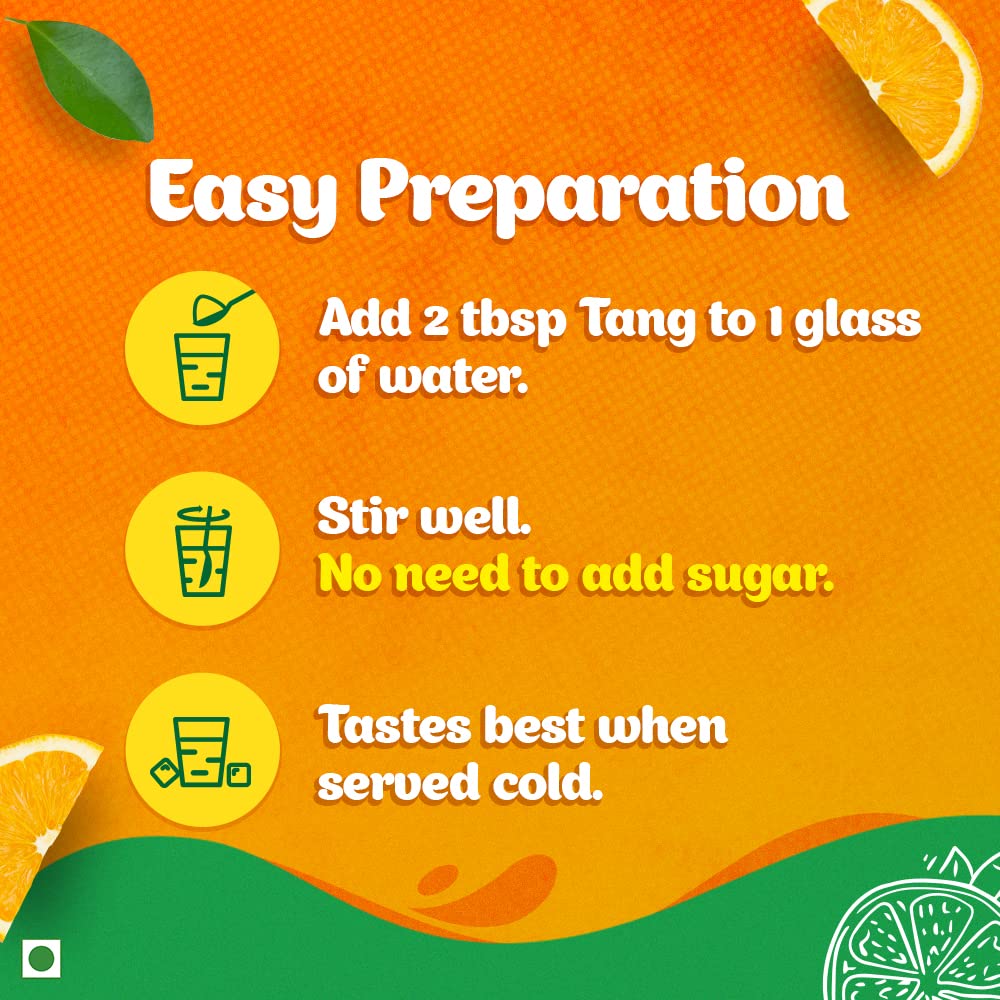 Easy Preparation
Add 2 tbsp Tang to 1 glass
of water.
Stir well.
No need to add sugar.
Tastes best when
served cold.